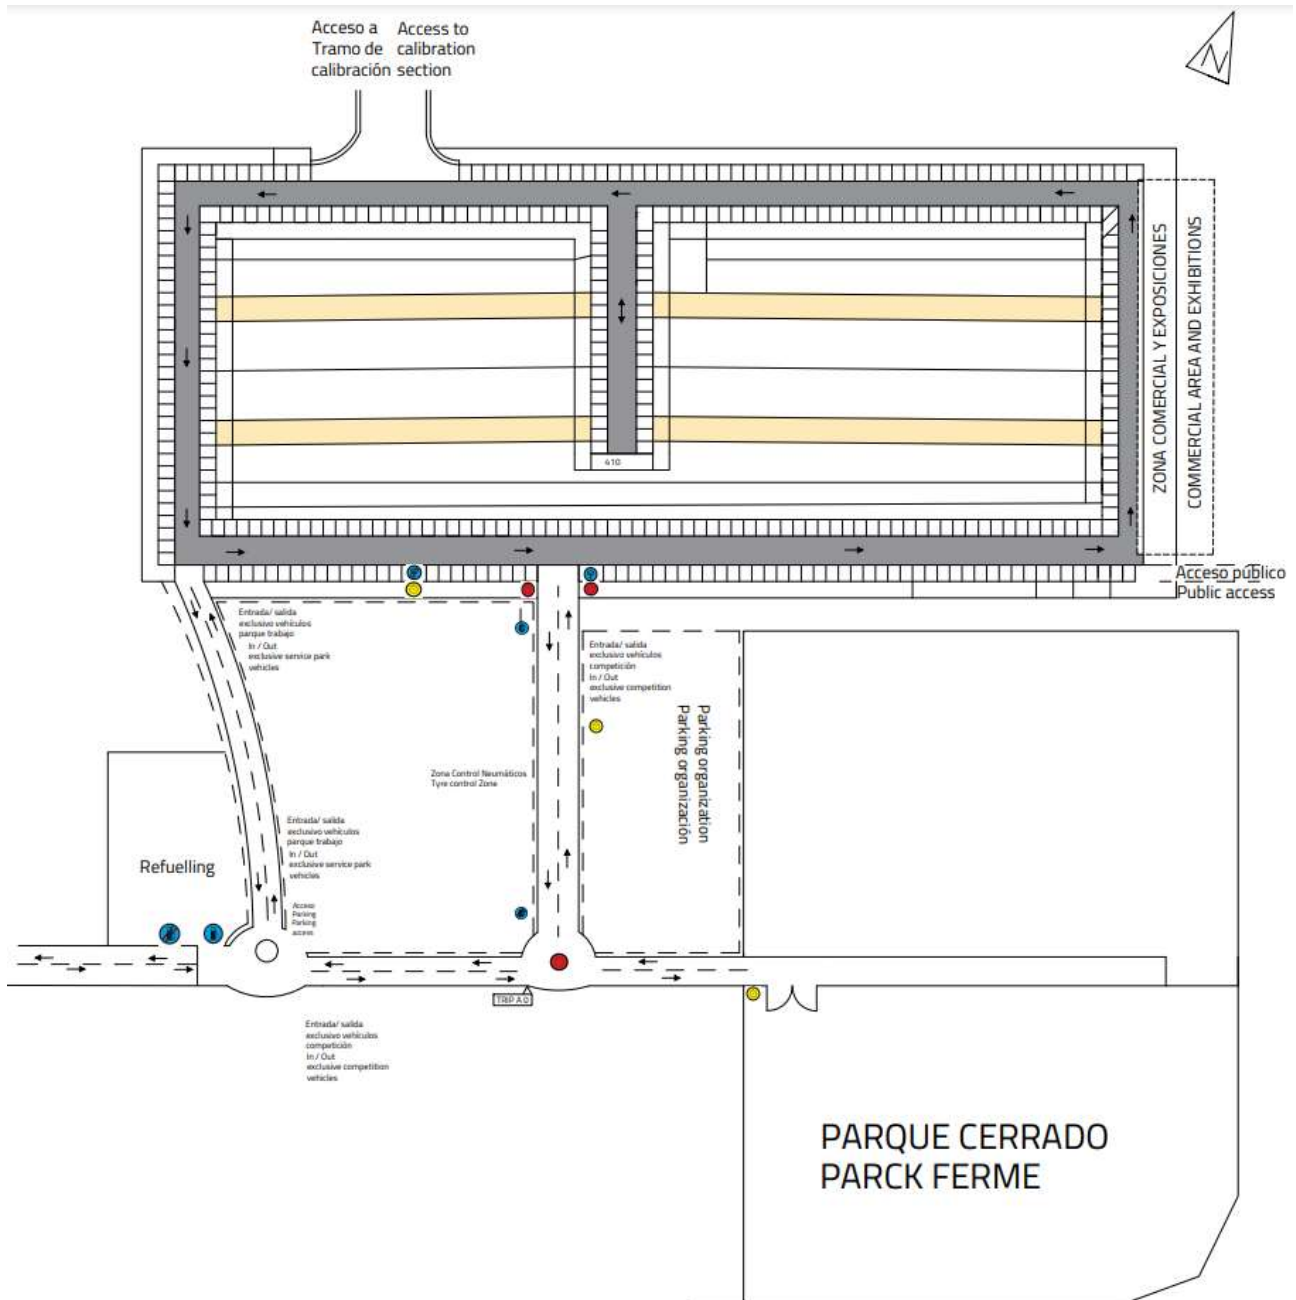 Acceso a
Tramo de
calibración
Access to
calibration
section
N
ZONA COMERCIAL Y EXPOSICIONES
COMMERCIAL AREA AND EXHIBITIONS
410
Acceso público
Public access
Entrada/ salida
exclusivo vehículos
parque trabajo
In / Out
exclusive service park
vehicles
Entrada/ salida
exclusivo vehículos
competición
In / Out
exclusive competition
vehicles
Parking organization
Parking organización
Zona Control Neumáticos
Tyre control Zone
Entrada/ salida
exclusivo vehículos
parque trabajo
In / Out
exclusive service park
vehicles
Refuelling
Acceso
Parking
Parking
access
TRIP A 0
Entrada/ salida
exclusivo vehículos
competición
In / Out
exclusive competition
vehicles
PARQUE CERRADO
PARCK FERME